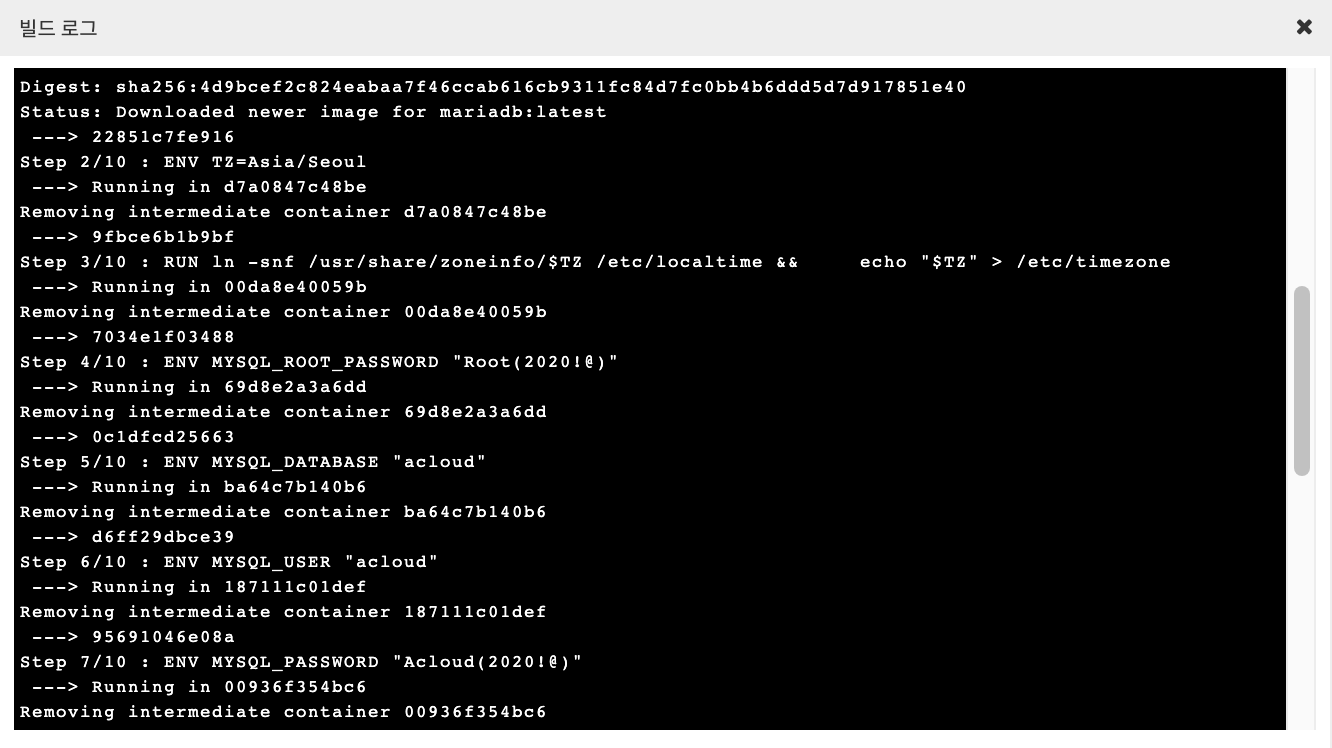 빌드 로그
Digest: sha256:4d9bcef2c824eabaa7f46ccab616cb9311fc84d7fc0bb4b6ddd5d7d917851e40
Status: Downloaded newer image for mariadb:latest
 ---> 22851c7fe916
Step 2/10 : ENV TZ=Asia/Seoul
 ---> Running in d7a0847c48be
Removing intermediate container d7a0847c48be
 ---> 9fbce6b1b9bf
Step 3/10 : RUN ln -snf /usr/share/zoneinfo/$TZ /etc/localtime &&     echo "$TZ" > /etc/timezone
 ---> Running in 00da8e40059b
Removing intermediate container 00da8e40059b
 ---> 7034e1f03488
Step 4/10 : ENV MYSQL_ROOT_PASSWORD "Root(2020!@)"
 ---> Running in 69d8e2a3a6dd
Removing intermediate container 69d8e2a3a6dd
 ---> 0c1dfcd25663
Step 5/10 : ENV MYSQL_DATABASE "acloud"
 ---> Running in ba64c7b140b6
Removing intermediate container ba64c7b140b6
 ---> d6ff29dbce39
Step 6/10 : ENV MYSQL_USER "acloud"
 ---> Running in 187111c01def
Removing intermediate container 187111c01def
 ---> 95691046e08a
Step 7/10 : ENV MYSQL_PASSWORD "Acloud(2020!@)"
 ---> Running in 00936f354bc6
Removing intermediate container 00936f354bc6